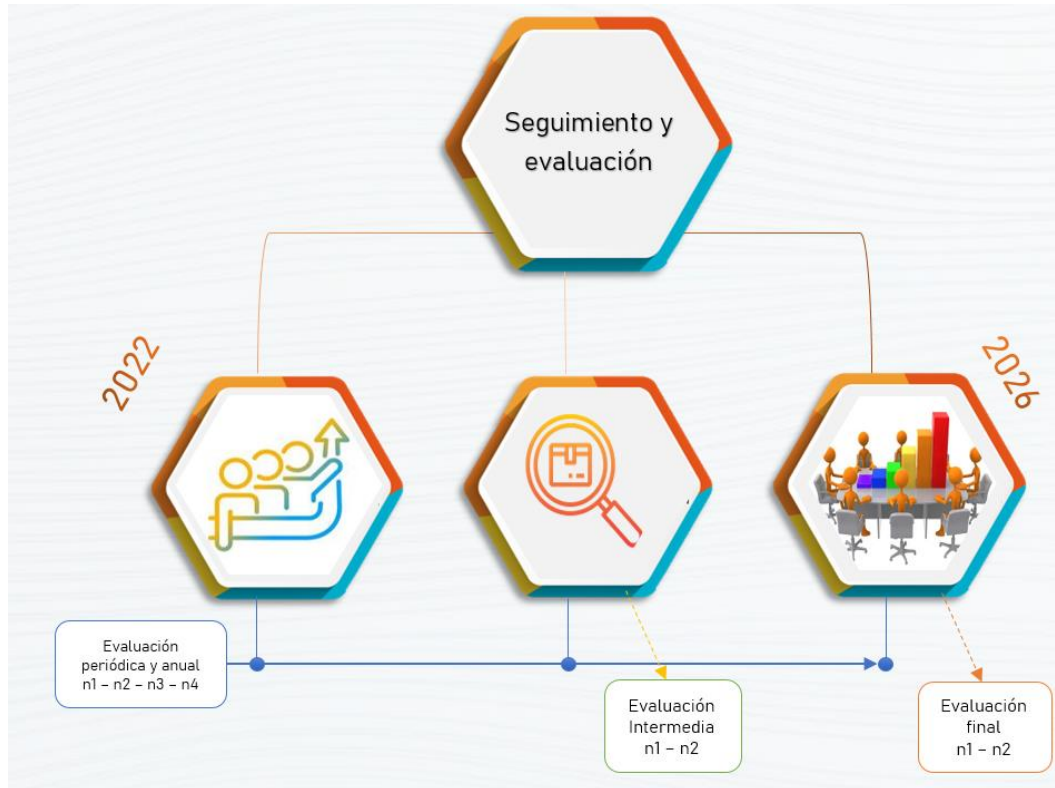 Seguimiento y
evaluación
2022
2026
Evaluación
periódica y anual
n1 – n2 – n3 – n4
Evaluación
Intermedia
n1 – n2
Evaluación
final
n1 – n2